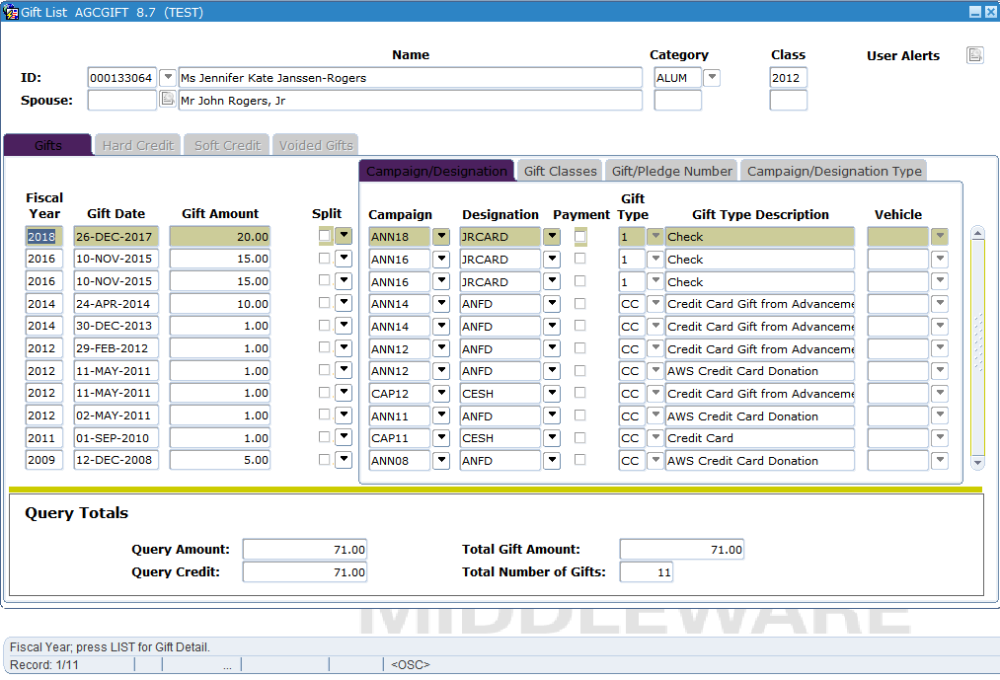 Gift List AGCGIFT 8.7 (TEST)
Name Category Class User Alerts
ID: 000133064 Ms Jennifer Kate Janssen-Rogers ALUM 2012
Spouse: Mr John Rogers, Jr
Gifts Hard Credit Soft Credit Voided Gifts
Campaign/Designation Gift Classes Gift/Pledge Number Campaign/Designation Type
Fiscal Year Gift Date Gift Amount Split Campaign Designation Payment Gift Type Gift Type Description Vehicle
2018 26-DEC-2017 20.00 ANN18 JRCARD 1 Check
2016 10-NOV-2015 15.00 ANN16 JRCARD 1 Check
2016 10-NOV-2015 15.00 ANN16 JRCARD 1 Check
2014 24-APR-2014 10.00 ANN14 ANFD CC Credit Card Gift from Advanceme
2014 30-DEC-2013 1.00 ANN14 ANFD CC Credit Card Gift from Advanceme
2012 29-FEB-2012 1.00 ANN12 ANFD CC Credit Card Gift from Advanceme
2012 11-MAY-2011 1.00 ANN12 ANFD CC AWS Credit Card Donation
2012 11-MAY-2011 1.00 CAP12 CESH CC Credit Card Gift from Advanceme
2012 02-MAY-2011 1.00 ANN11 ANFD CC AWS Credit Card Donation
2011 01-SEP-2010 1.00 CAP11 CESH CC Credit Card
2009 12-DEC-2008 5.00 ANN08 ANFD CC AWS Credit Card Donation
Query Totals
Query Amount: 71.00 Total Gift Amount: 71.00
Query Credit: 71.00 Total Number of Gifts: 11
MIDDLEWARE
Fiscal Year; press LIST for Gift Detail.
Record: 1/11 ... <OSC>